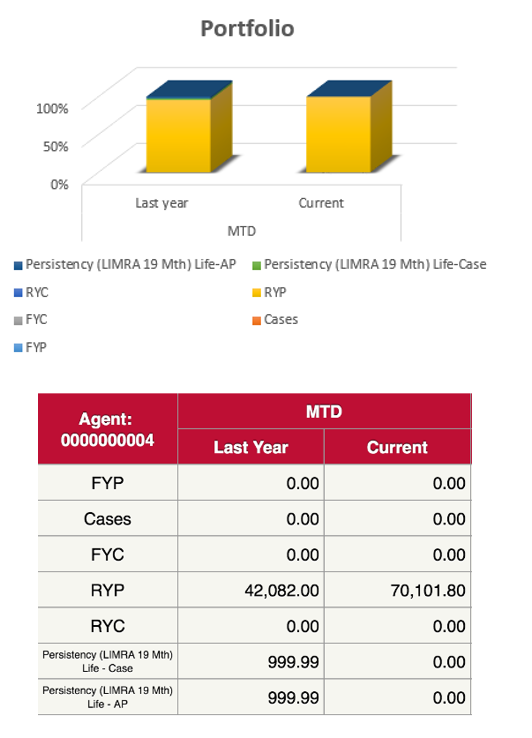 Portfolio
100%
50%
0%
Last year Current
MTD
Persistency (LIMRA 19 Mth) Life-AP Persistency (LIMRA 19 Mth) Life-Case
RYC RYP
FYC Cases
FYP
Agent:
0000000004
MTD
Last Year Current
FYP 0.00 0.00
Cases 0.00 0.00
FYC 0.00 0.00
RYP 42,082.00 70,101.80
RYC 0.00 0.00
Persistency (LIMRA 19 Mth)
Life - Case 999.99 0.00
Persistency (LIMRA 19 Mth)
Life - AP 999.99 0.00